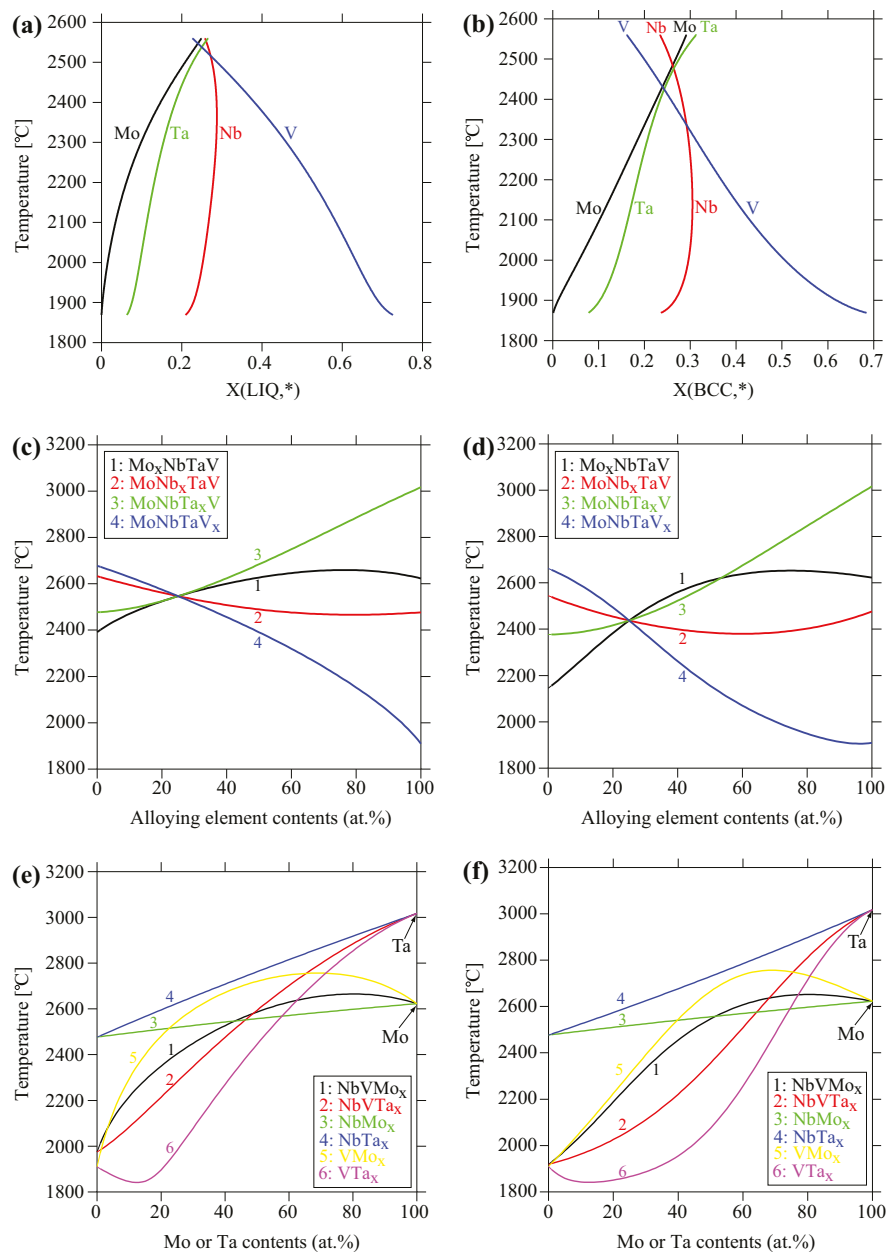 (a)
2600
2500
2400
2300
2200
2100
2000
1900
1800
Temperature [℃]
Mo
Ta
Nb
V
0
0.2
0.4
0.6
0.8
X(LIQ,*)
(b)
2600
2500
2400
2300
2200
2100
2000
1900
1800
Temperature [℃]
V
Nb
Mo
Ta
Mo
Ta
Nb
V
0
0.1
0.2
0.3
0.4
0.5
0.6
0.7
X(BCC,*)
(c)
3200
3000
2800
2600
2400
2200
2000
1800
Temperature [℃]
1: MoxNbTaV
2: MoNbxTaV
3: MoNbTaxV
4: MoNbTaVx
3
1
2
4
0
20
40
60
80
100
Alloying element contents (at.%)
(d)
3200
3000
2800
2600
2400
2200
2000
1800
Temperature [℃]
1: MoxNbTaV
2: MoNbxTaV
3: MoNbTaxV
4: MoNbTaVx
1
3
2
4
0
20
40
60
80
100
Alloying element contents (at.%)
(e)
3200
3000
2800
2600
2400
2200
2000
1800
Temperature [℃]
Ta
Mo
4
3
5
1
2
6
1: NbVMox
2: NbVTax
3: NbMox
4: NbTax
5: VMox
6: VTax
0
20
40
60
80
100
Mo or Ta contents (at.%)
(f)
3200
3000
2800
2600
2400
2200
2000
1800
Temperature [℃]
Ta
Mo
4
3
5
1
2
6
1: NbVMox
2: NbVTax
3: NbMox
4: NbTax
5: VMox
6: VTax
0
20
40
60
80
100
Mo or Ta contents (at.%)